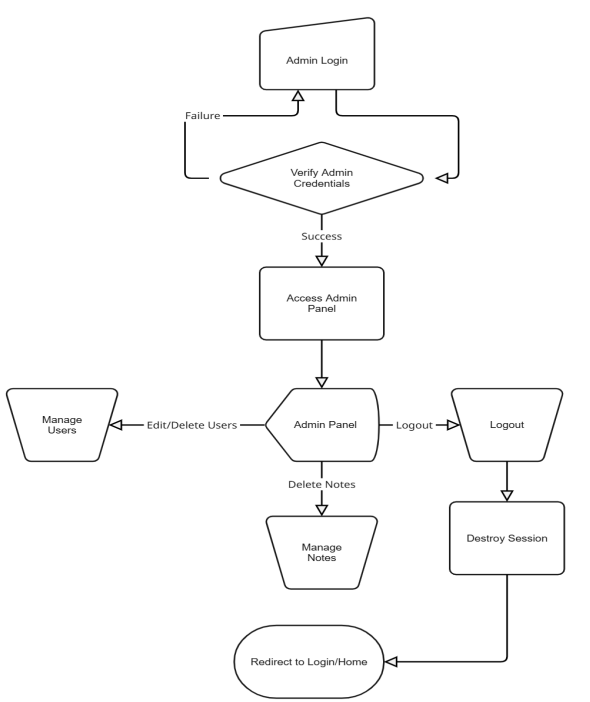 Admin Login
Failure
Verify Admin
Credentials
Success
Access Admin
Panel
Manage
Users
Edit/Delete Users
Admin Panel
Logout
Logout
Delete Notes
Manage
Notes
Destroy Session
Redirect to Login/Home